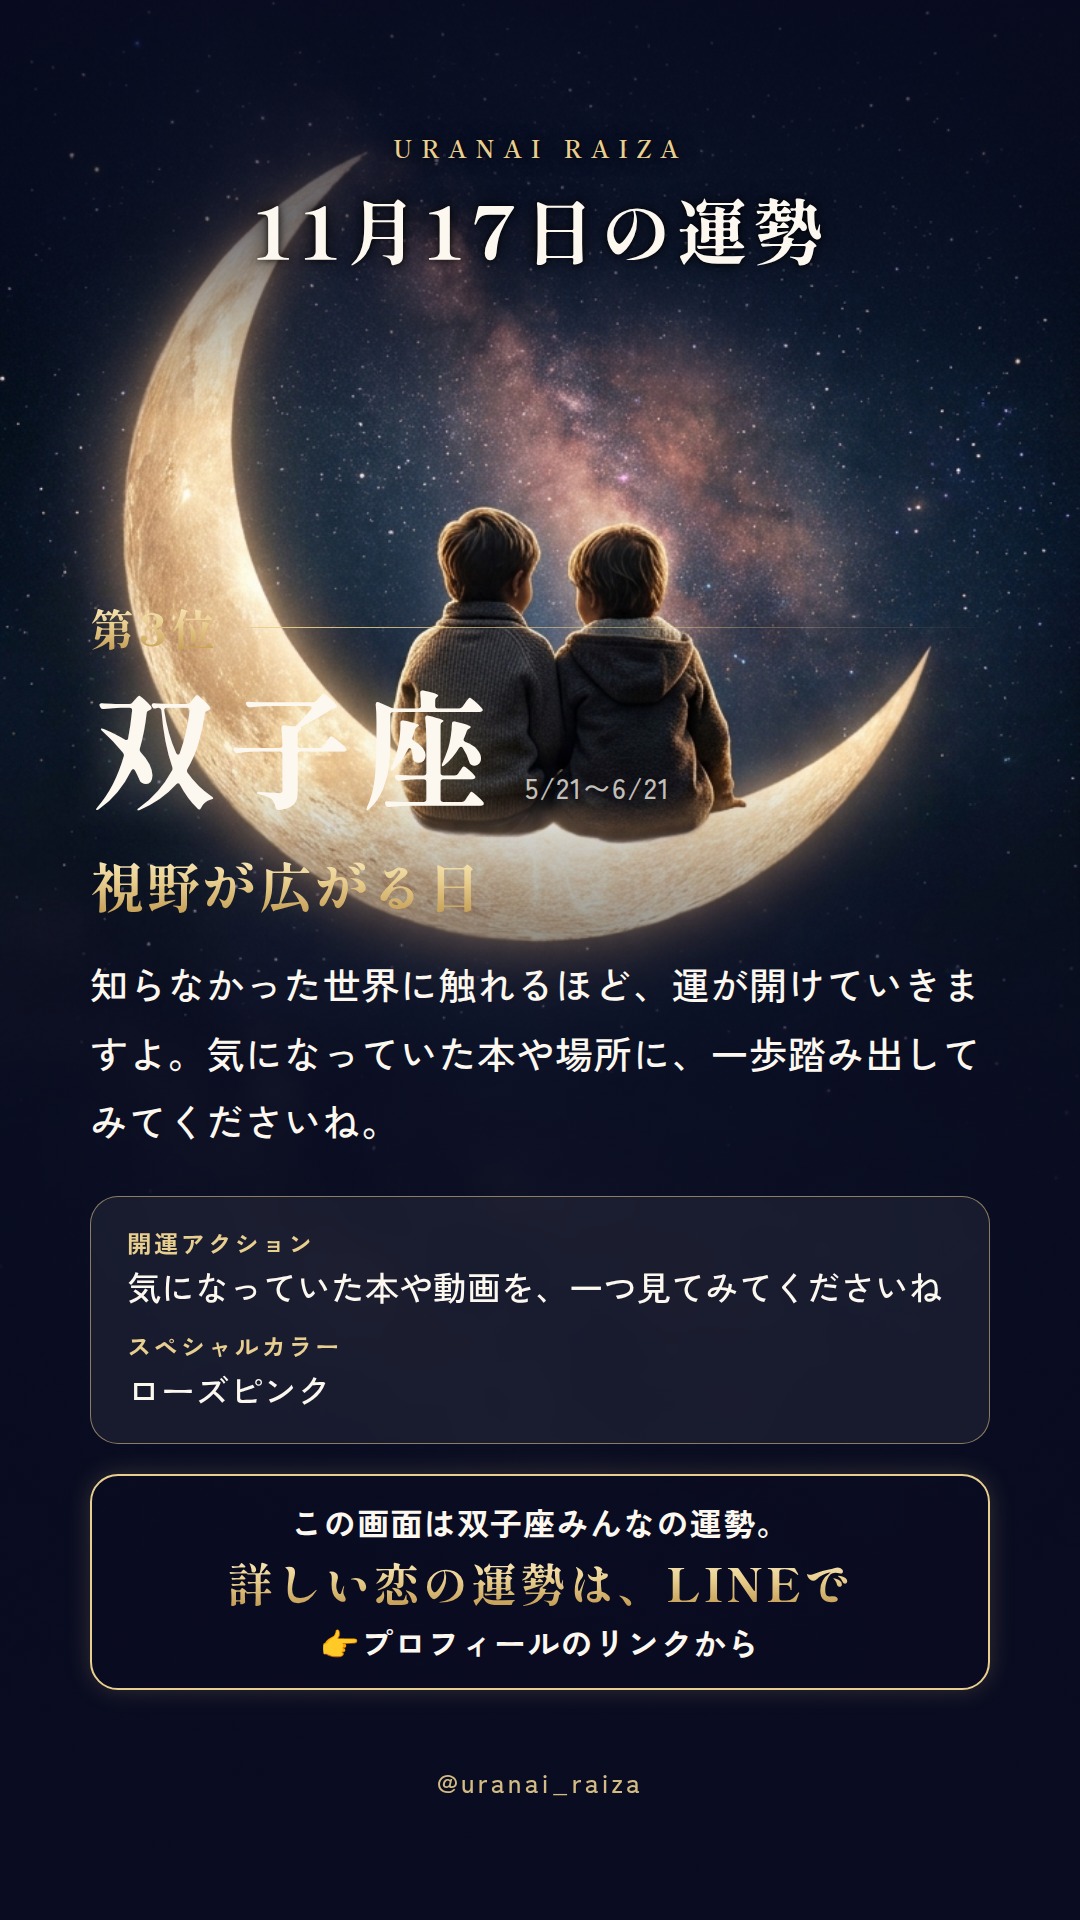 URANAI RAIZA
11月17日の運勢
第3位
双子座 5/21〜6/21
視野が広がる日
知らなかった世界に触れるほど、運が開けていきま
すよ。気になっていた本や場所に、一歩踏み出して
みてくださいね。
開運アクション
気になっていた本や動画を、一つ見てみてくださいね
スペシャルカラー
ローズピンク
この画面は双子座みんなの運勢。
詳しい恋の運勢は、LINEで
👉プロフィールのリンクから
@uranai_raiza